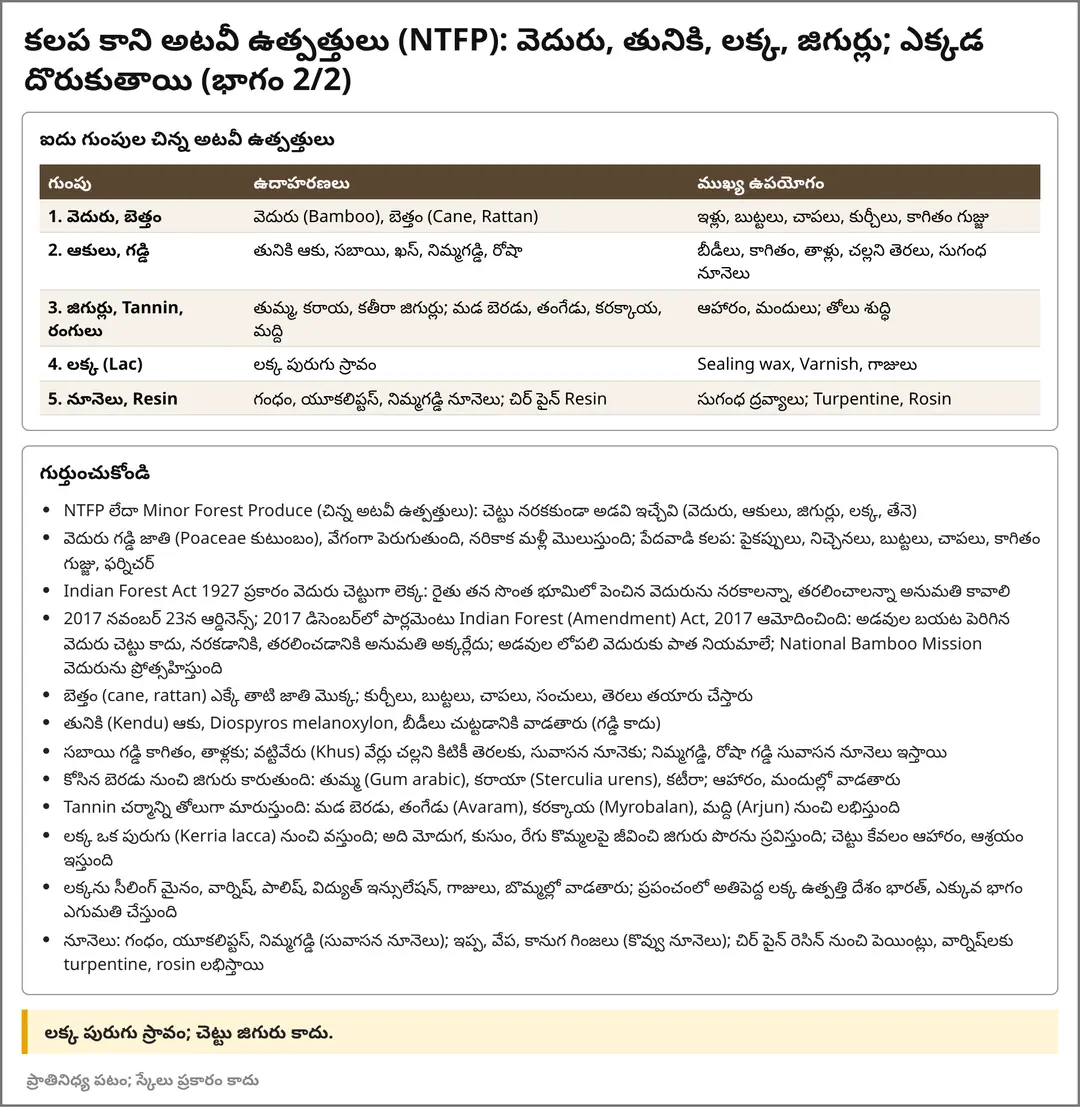 కలప కాని అటవీ ఉత్పత్తులు (NTFP): వెదురు, తునికి, లక్క, జిగుర్లు; ఎక్కడ
దొరుకుతాయి (భాగం 2/2)
ఐదు గుంపుల చిన్న అటవీ ఉత్పత్తులు
గుంపు ఉదాహరణలు ముఖ్య ఉపయోగం
1. వెదురు, బెత్తం వెదురు (Bamboo), బెత్తం (Cane, Rattan) ఇళ్లు, బుట్టలు, చాపలు, కుర్చీలు, కాగితం గుజ్జు
2. ఆకులు, గడ్డి తునికి ఆకు, సబాయి, ఖస్, నిమ్మగడ్డి, రోషా బీడీలు, కాగితం, తాళ్లు, చల్లని తెరలు, సుగంధ
నూనెలు
3. జిగుర్లు, Tannin, తుమ్మ, కరాయ, కతీరా జిగుర్లు; మడ బెరడు, తంగేడు, కరక్కాయ, ఆహారం, మందులు; తోలు శుద్ధి
రంగులు మద్ది
4. లక్క (Lac) లక్క పురుగు స్రావం Sealing wax, Varnish, గాజులు
5. నూనెలు, Resin గంధం, యూకలిప్టస్, నిమ్మగడ్డి నూనెలు; చిర్ పైన్ Resin సుగంధ ద్రవ్యాలు; Turpentine, Rosin
గుర్తుంచుకోండి
• NTFP లేదా Minor Forest Produce (చిన్న అటవీ ఉత్పత్తులు): చెట్టు నరకకుండా అడవి ఇచ్చేవి (వెదురు, ఆకులు, జిగుర్లు, లక్క, తేనె)
• వెదురు గడ్డి జాతి (Poaceae కుటుంబం), వేగంగా పెరుగుతుంది, నరికాక మళ్లీ మొలుస్తుంది; పేదవాడి కలప: పైకప్పులు, నిచ్చెనలు, బుట్టలు, చాపలు, కాగితం
గుజ్జు, ఫర్నిచర్
• Indian Forest Act 1927 ప్రకారం వెదురు చెట్టుగా లెక్క: రైతు తన సొంత భూమిలో పెంచిన వెదురును నరకాలన్నా, తరలించాలన్నా అనుమతి కావాలి
• 2017 నవంబర్ 23న ఆర్డినెన్స్; 2017 డిసెంబర్‌లో పార్లమెంటు Indian Forest (Amendment) Act, 2017 ఆమోదించింది: అడవుల బయట పెరిగిన
వెదురు చెట్టు కాదు, నరకడానికి, తరలించడానికి అనుమతి అక్కర్లేదు; అడవుల లోపలి వెదురుకు పాత నియమాలే; National Bamboo Mission
వెదురును ప్రోత్సహిస్తుంది
• బెత్తం (cane, rattan) ఎక్కే తాటి జాతి మొక్క; కుర్చీలు, బుట్టలు, చాపలు, సంచులు, తెరలు తయారు చేస్తారు
• తునికి (Kendu) ఆకు, Diospyros melanoxylon, బీడీలు చుట్టడానికి వాడతారు (గడ్డి కాదు)
• సబాయి గడ్డి కాగితం, తాళ్లకు; వట్టివేరు (Khus) వేర్లు చల్లని కిటికీ తెరలకు, సువాసన నూనెకు; నిమ్మగడ్డి, రోషా గడ్డి సువాసన నూనెలు ఇస్తాయి
• కోసిన బెరడు నుంచి జిగురు కారుతుంది: తుమ్మ (Gum arabic), కరాయా (Sterculia urens), కటీరా; ఆహారం, మందుల్లో వాడతారు
• Tannin చర్మాన్ని తోలుగా మారుస్తుంది: మడ బెరడు, తంగేడు (Avaram), కరక్కాయ (Myrobalan), మద్ది (Arjun) నుంచి లభిస్తుంది
• లక్క ఒక పురుగు (Kerria lacca) నుంచి వస్తుంది; అది మోదుగ, కుసుం, రేగు కొమ్మలపై జీవించి జిగురు పొరను స్రవిస్తుంది; చెట్టు కేవలం ఆహారం, ఆశ్రయం
ఇస్తుంది
• లక్కను సీలింగ్ మైనం, వార్నిష్, పాలిష్, విద్యుత్ ఇన్సులేషన్, గాజులు, బొమ్మల్లో వాడతారు; ప్రపంచంలో అతిపెద్ద లక్క ఉత్పత్తి దేశం భారత్, ఎక్కువ భాగం
ఎగుమతి చేస్తుంది
• నూనెలు: గంధం, యూకలిప్టస్, నిమ్మగడ్డి (సువాసన నూనెలు); ఇప్ప, వేప, కానుగ గింజలు (కొవ్వు నూనెలు); చిర్ పైన్ రెసిన్ నుంచి పెయింట్లు, వార్నిష్‌లకు
turpentine, rosin లభిస్తాయి
లక్క పురుగు స్రావం; చెట్టు జిగురు కాదు.
ప్రాతినిధ్య పటం; స్కేలు ప్రకారం కాదు